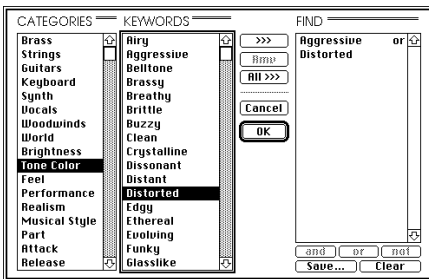 CATEGORIES
Brass
Strings
Guitars
Keyboard
Synth
Vocals
Woodwinds
World
Brightness
Tone Color
Feel
Performance
Realism
Musical Style
Part
Attack
Release
KEYWORDS
Airy
Aggressive
Belltone
Brassy
Breathy
Brittle
Buzzy
Clean
Crystalline
Dissonant
Distant
Distorted
Edgy
Ethereal
Evolving
Funky
Glasslike
>>>
Rmv
All >>>
Cancel
OK
FIND
Aggressive or
Distorted
and or not
Save... Clear